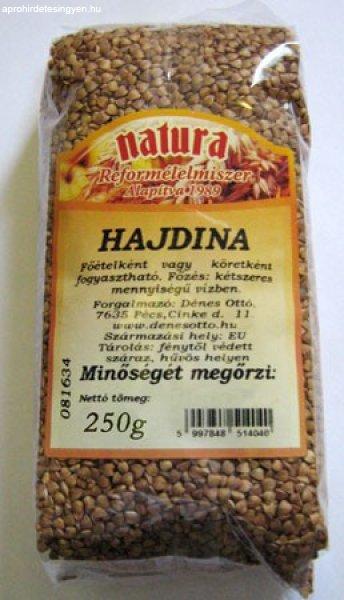 aprohirdetesingyen.hu
natura
Reformélelmiszer
Alapítva 1989
HAJDINA
Főételként vagy köretként
fogyasztható. Főzés: kétszeres
mennyiségű vízben.
Forgalmazó: Dénes Ottó,
7635 Pécs,Cinke d. 11.
www.denesotto.hu
Származási hely: EU
Tárolás: fénytől védett
száraz, hűvös helyen
Minőségét megőrzi:
Nettó tömeg:
250g
081634
5 997848 514040